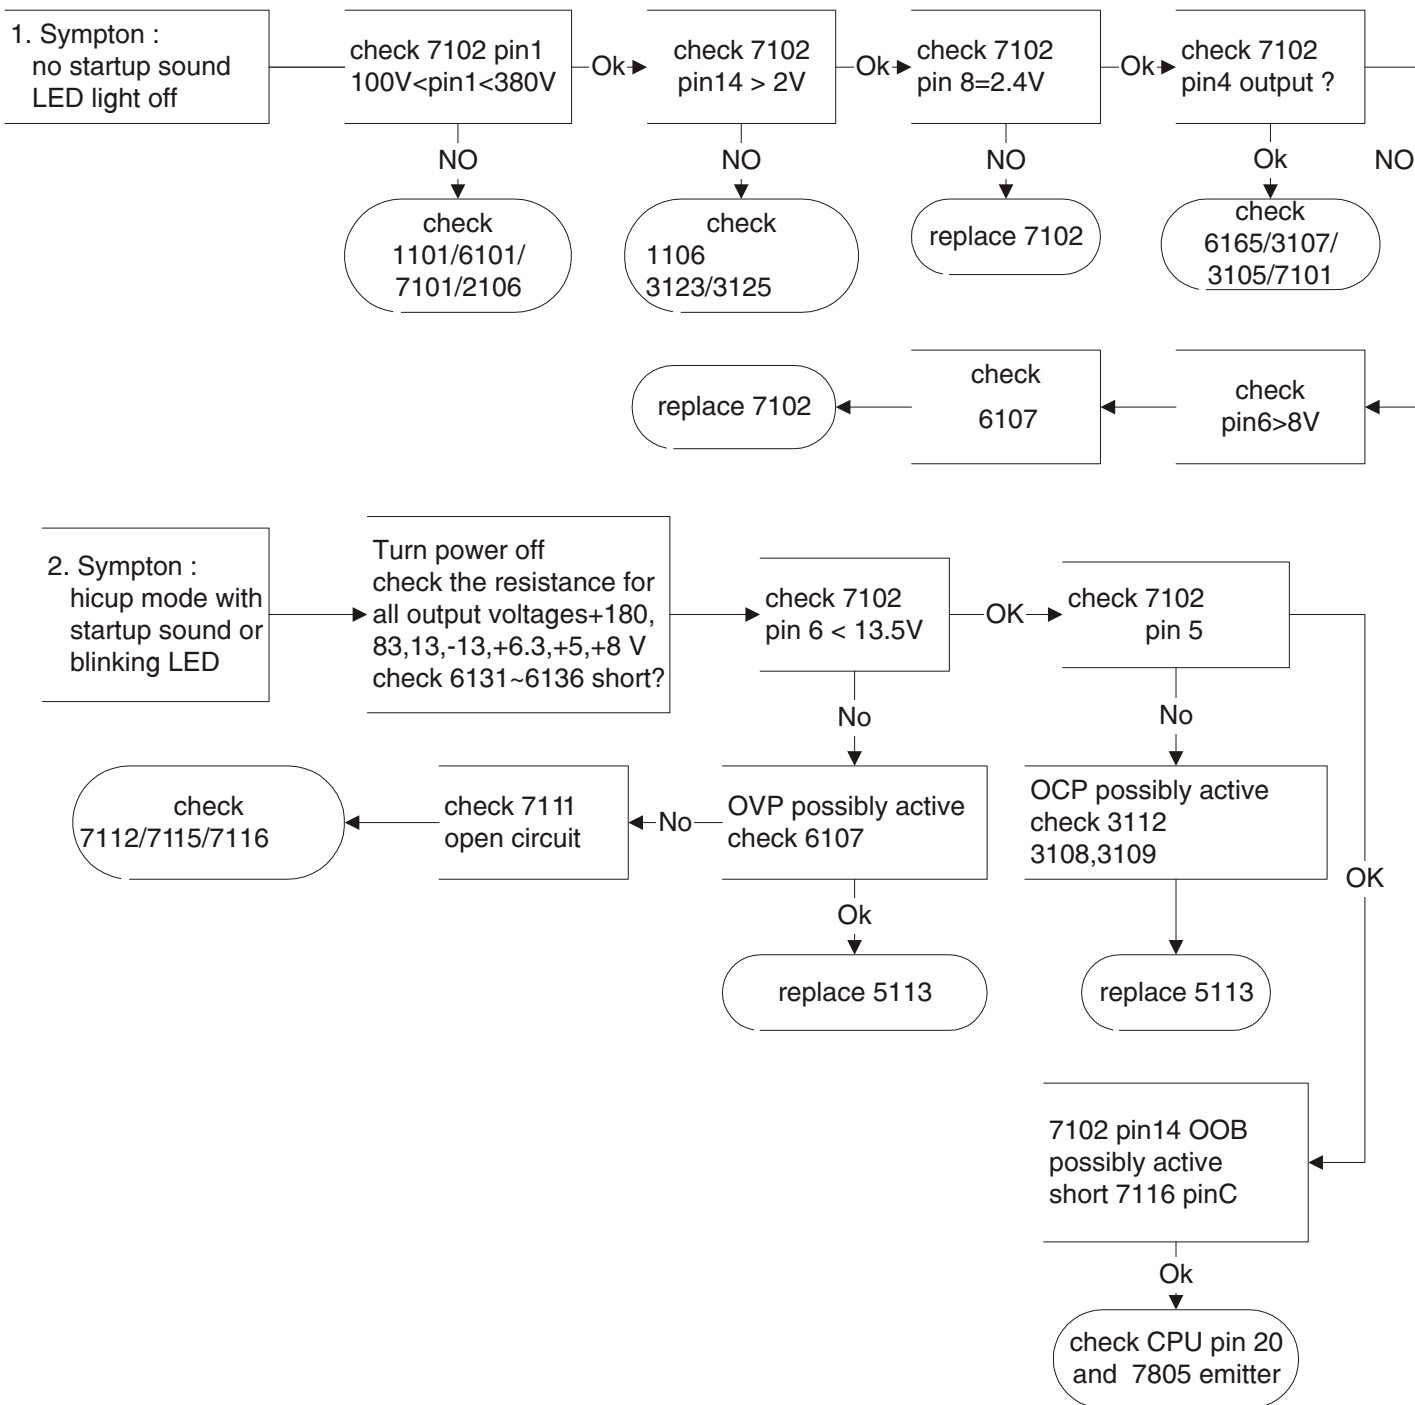 1. Sympton :
no startup sound
LED light off
check 7102 pin1
100V<pin1<380V
Ok
check 7102
pin14 > 2V
Ok
check 7102
pin 8=2.4V
Ok
check 7102
pin4 output ?
NO
NO
NO
Ok
NO
check
1101/6101/
7101/2106
check
1106
3123/3125
replace 7102
check
6165/3107/
3105/7101
replace 7102
check
6107
check
pin6>8V
2. Sympton :
hicup mode with
startup sound or
blinking LED
Turn power off
check the resistance for
all output voltages+180,
83,13,-13,+6.3,+5,+8 V
check 6131~6136 short?
check 7102
pin 6 < 13.5V
OK
check 7102
pin 5
No
No
check
7112/7115/7116
check 7111
open circuit
No
OVP possibly active
check 6107
OCP possibly active
check 3112
3108,3109
OK
Ok
replace 5113
replace 5113
7102 pin14 OOB
possibly active
short 7116 pinC
Ok
check CPU pin 20
and 7805 emitter